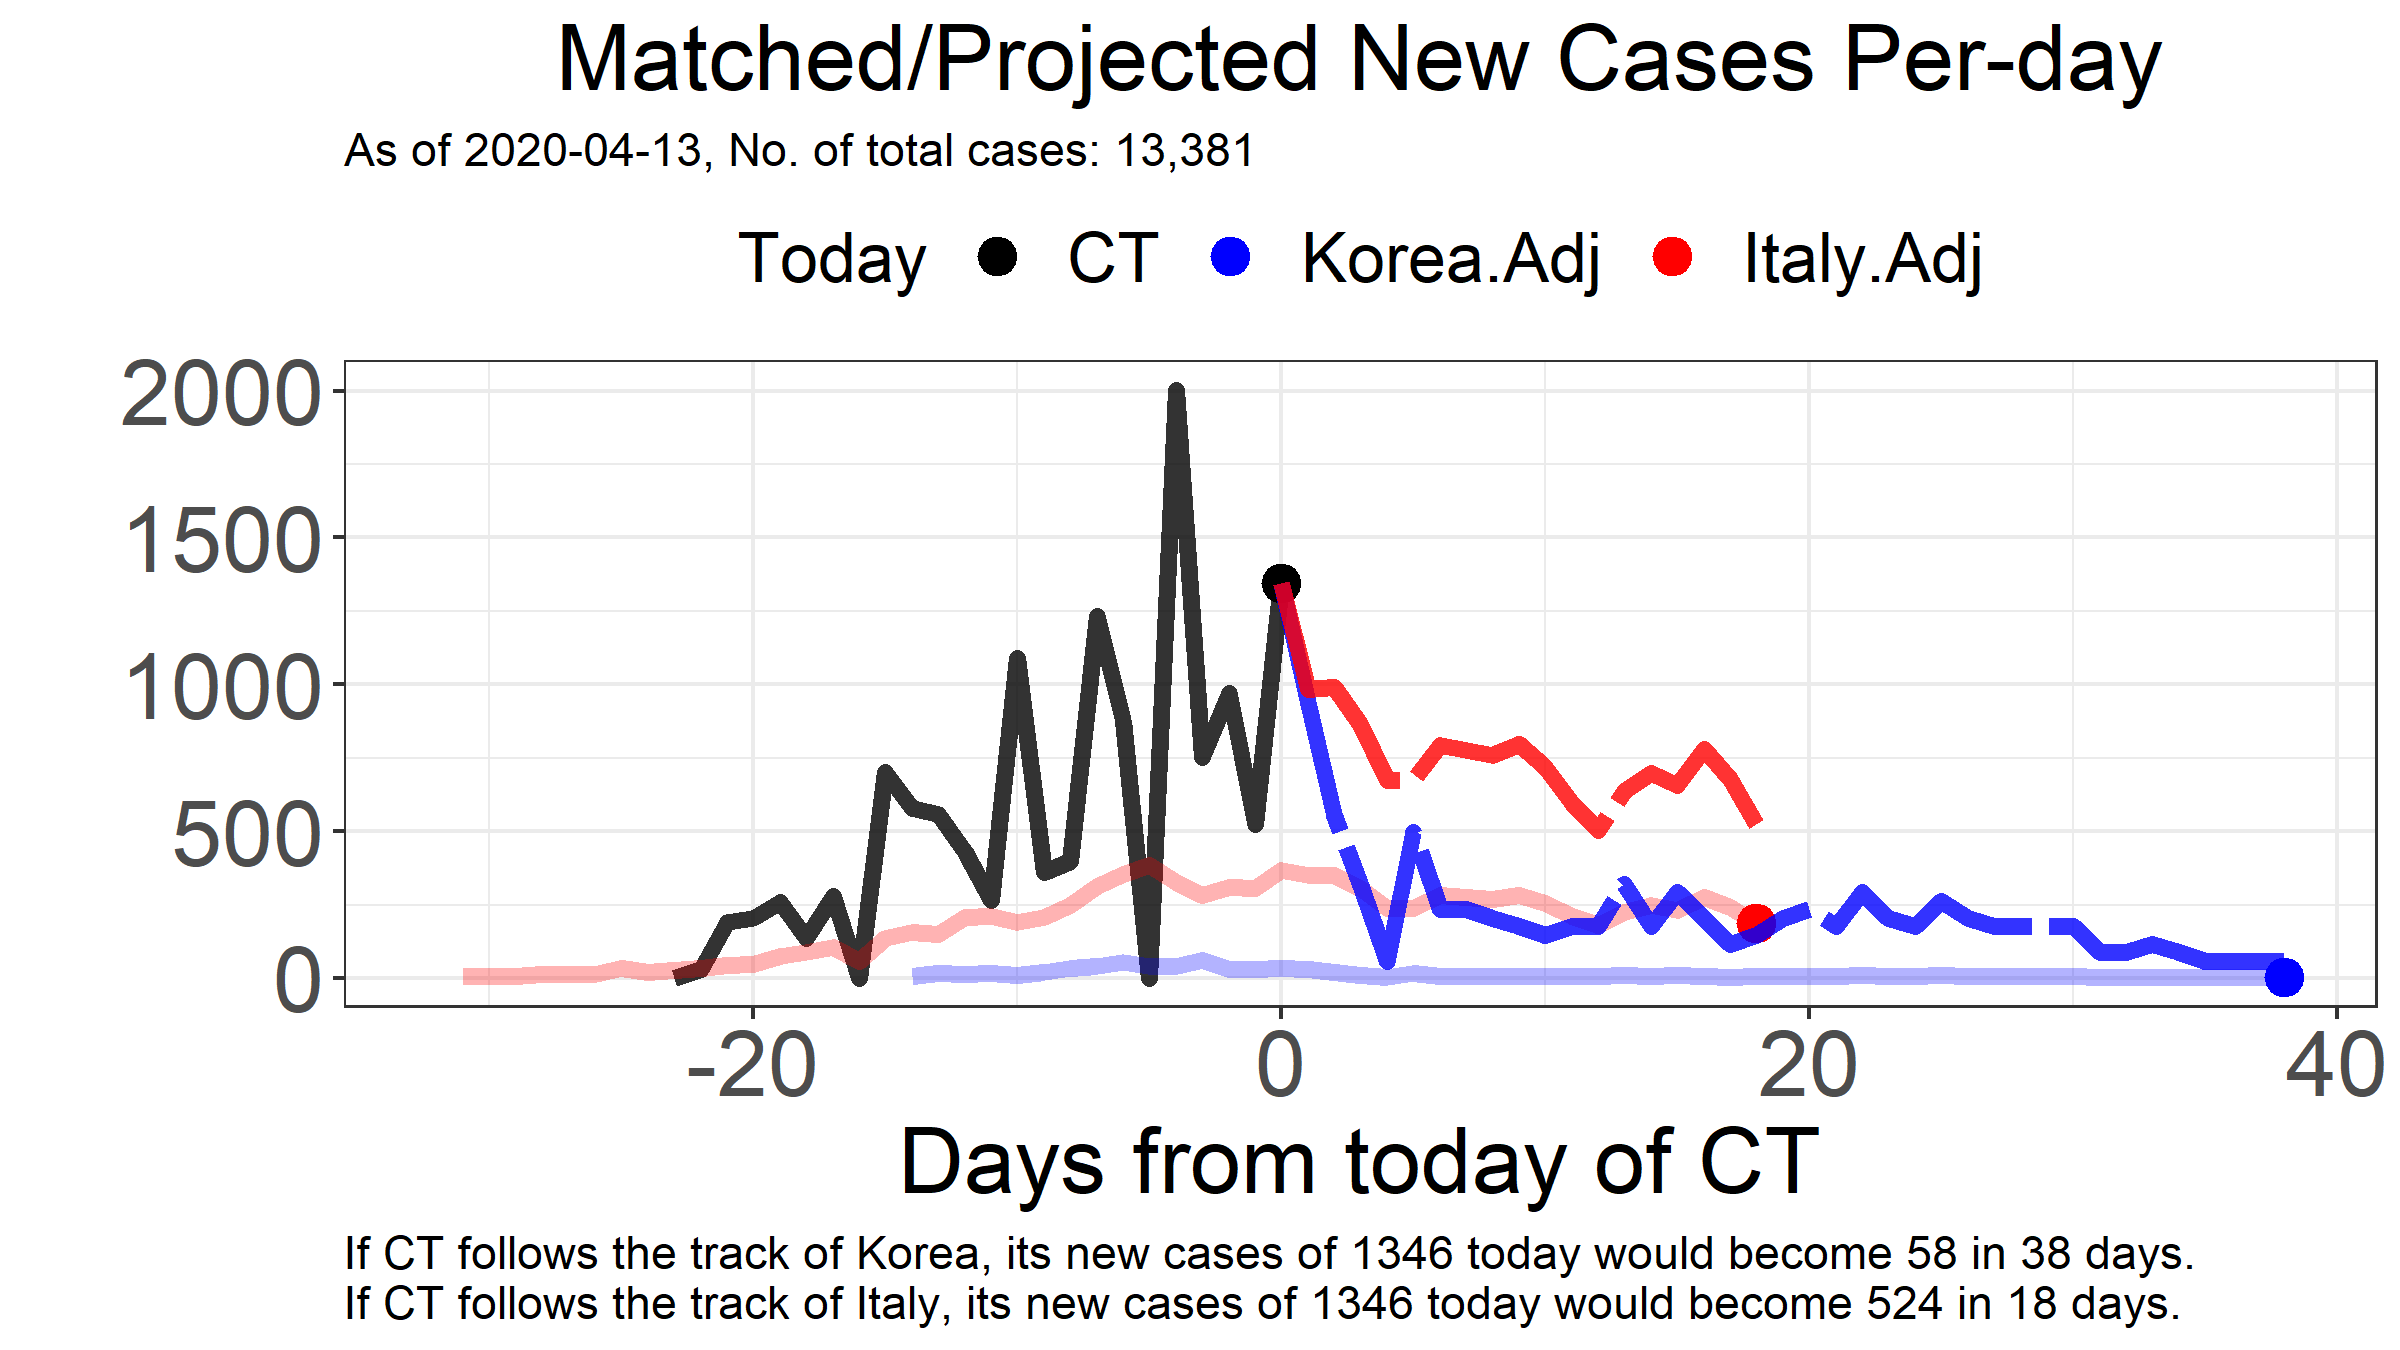 Matched/Projected New Cases Per-day
As of 2020-04-13, No. of total cases: 13,381
Today CT Korea.Adj Italy.Adj
2000
1500
1000
500
0
-20 0 20 40
Days from today of CT
If CT follows the track of Korea, its new cases of 1346 today would become 58 in 38 days.
If CT follows the track of Italy, its new cases of 1346 today would become 524 in 18 days.